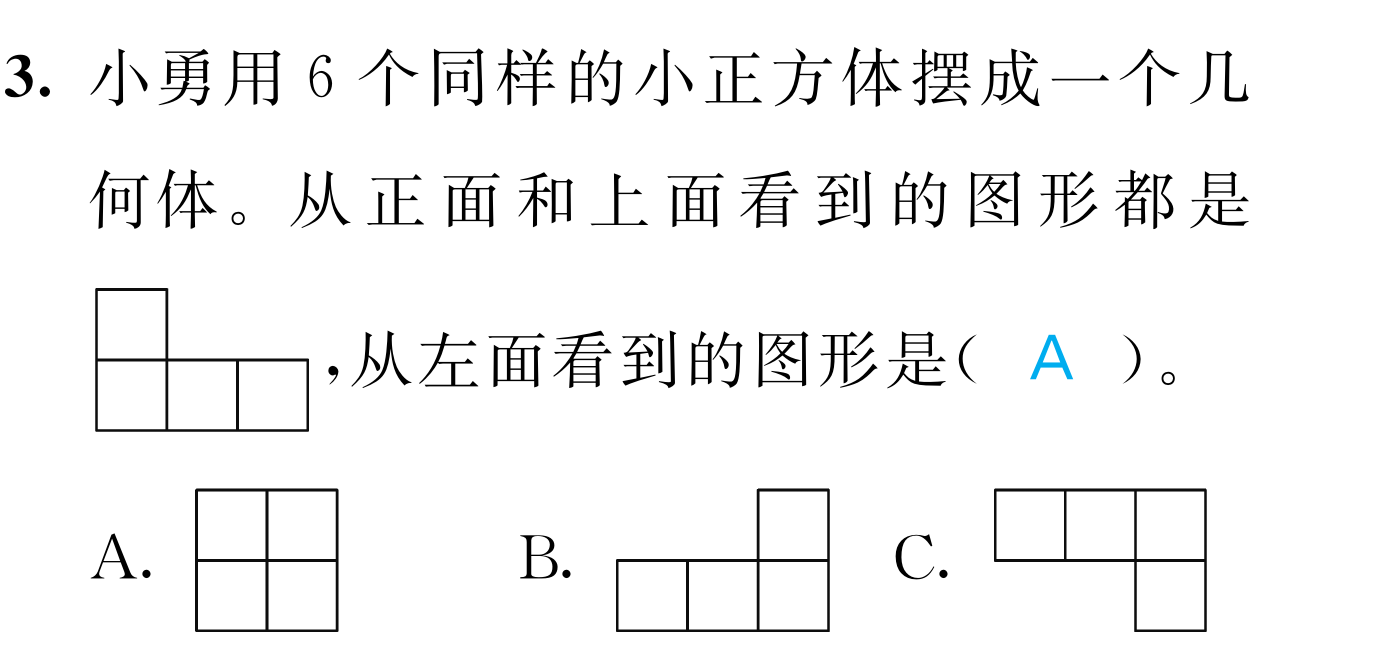 3. 小勇用 6 个同样的小正方体摆成一个几
何体。从正面和上面看到的图形都是
,从左面看到的图形是( A )。
A. B. C.